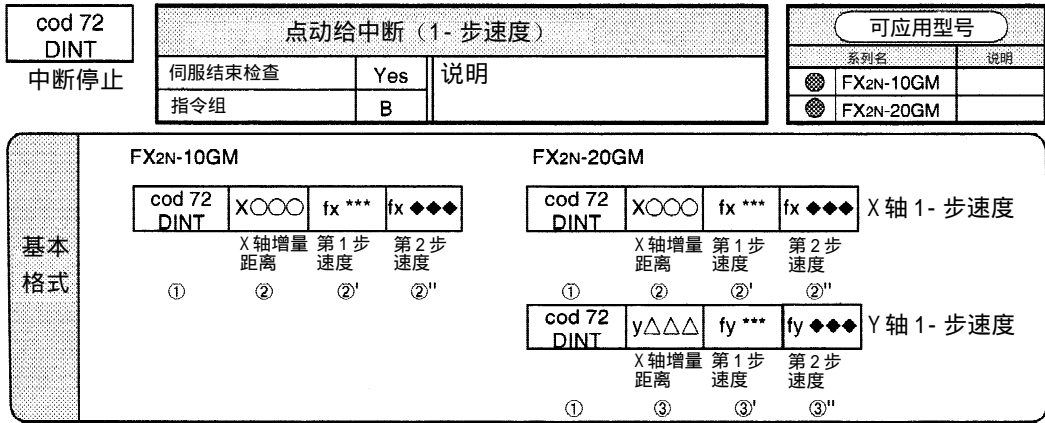 cod 72
DINT
中断停止
点动给中断（1- 步速度）
伺服结束检查 Yes 说明
指令组 B
可应用型号
系列名 说明
FX2N-10GM
FX2N-20GM
基本
格式
FX2N-10GM
cod 72
DINT
X○○○ fx *** fx ◆◆◆
X 轴增量
距离
第 1 步
速度
第 2 步
速度
① ② ②' ②"
FX2N-20GM
cod 72
DINT
X○○○ fx *** fx ◆◆◆ X 轴 1- 步速度
X 轴增量
距离
第 1 步
速度
第 2 步
速度
① ② ②' ②"
cod 72
DINT
y△△△ fy *** fy ◆◆◆ Y 轴 1- 步速度
X 轴增量
距离
第 1 步
速度
第 2 步
速度
① ③ ③' ③"